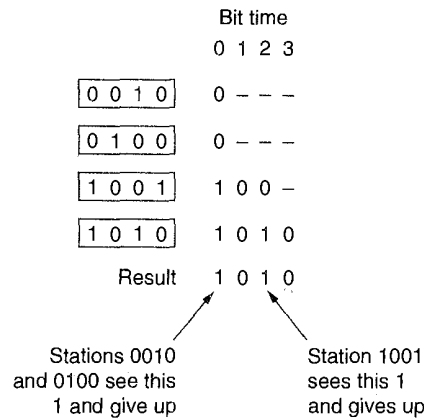 Bit time
0 1 2 3
0 0 1 0 0 – – –
0 1 0 0 0 – – –
1 0 0 1 1 0 0 –
1 0 1 0 1 0 1 0
Result 1 0 1 0
Stations 0010
and 0100 see this
1 and give up
Station 1001
sees this 1
and gives up